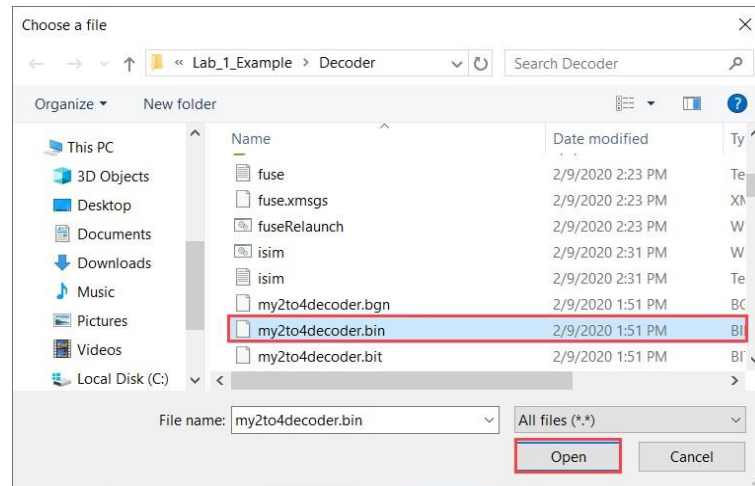 Choose a file
« Lab_1_Example > Decoder
Search Decoder
Organize
New folder
Name
Date modified
Ty
This PC
3D Objects
Desktop
Documents
Downloads
Music
Pictures
Videos
Local Disk (C:)
fuse 2/9/2020 2:23 PM Te
fuse.xmsgs 2/9/2020 2:23 PM XN
fuseRelaunch 2/9/2020 2:23 PM W
isim 2/9/2020 2:31 PM W
isim 2/9/2020 2:31 PM Te
my2to4decoder.bgn 2/9/2020 1:51 PM BG
my2to4decoder.bin 2/9/2020 1:51 PM BI
my2to4decoder.bit 2/9/2020 1:51 PM BI
File name: my2to4decoder.bin
All files (*.*)
Open
Cancel